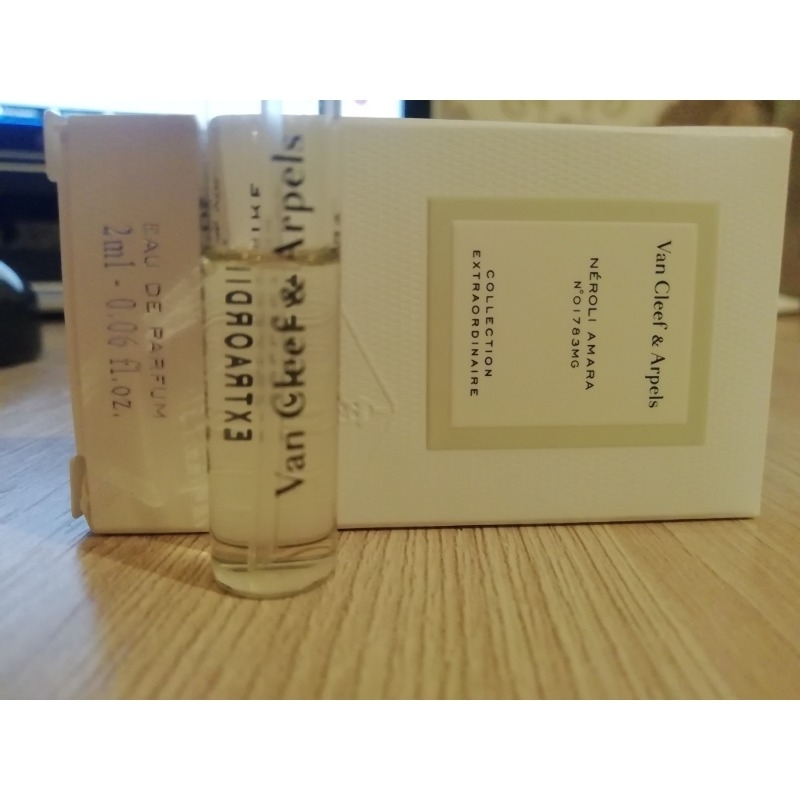 Van Cleef & Arpels
NÉROLI AMARA
N°01783MG
COLLECTION
EXTRAORDINAIRE
Van Cleef & Arpels
EAU DE PARFUM
2ml - 0.06 fl.oz.